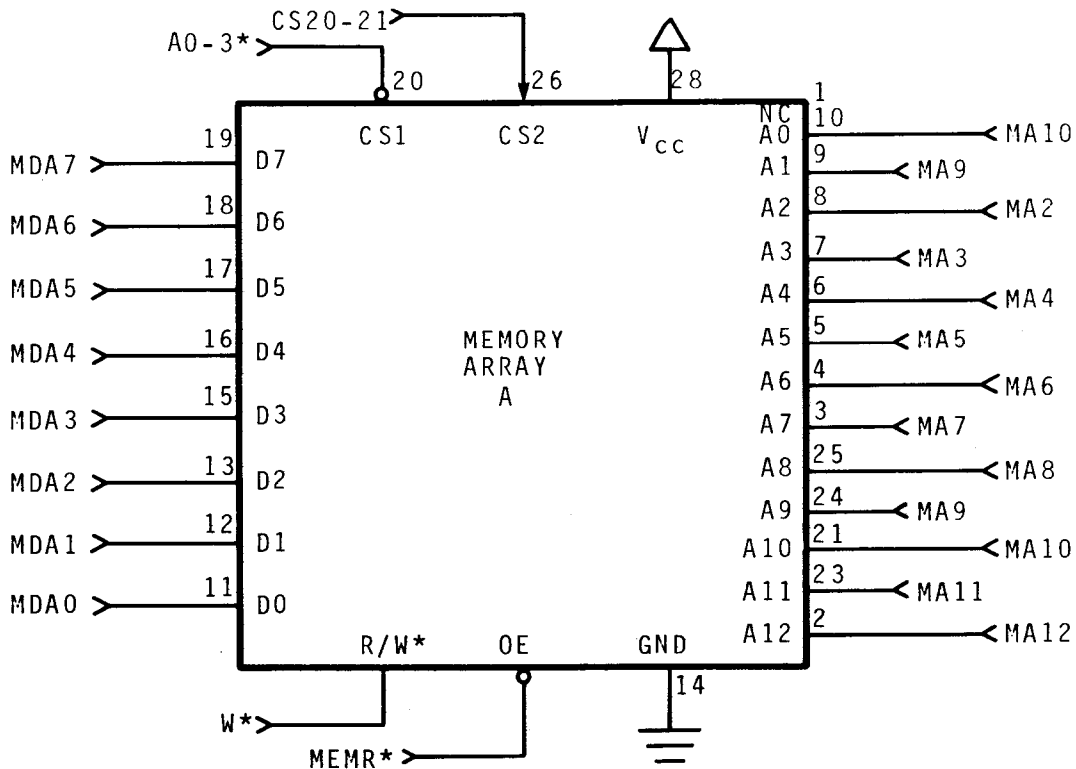 CS20-21
A0-3*
20
26
28
1
CS1
CS2
Vcc
NC
10
A0
MA10
MDA7
19
D7
A1
9
MA9
MDA6
18
D6
A2
8
MA2
MDA5
17
D5
A3
7
MA3
A4
6
MA4
MDA4
16
D4
MEMORY
ARRAY
A
A5
5
MA5
A6
4
MA6
MDA3
15
D3
A7
3
MA7
MDA2
13
D2
A8
25
MA8
A9
24
MA9
MDA1
12
D1
A10
21
MA10
MDA0
11
D0
A11
23
MA11
A12
2
MA12
R/W*
OE
GND
14
W*
MEMR*